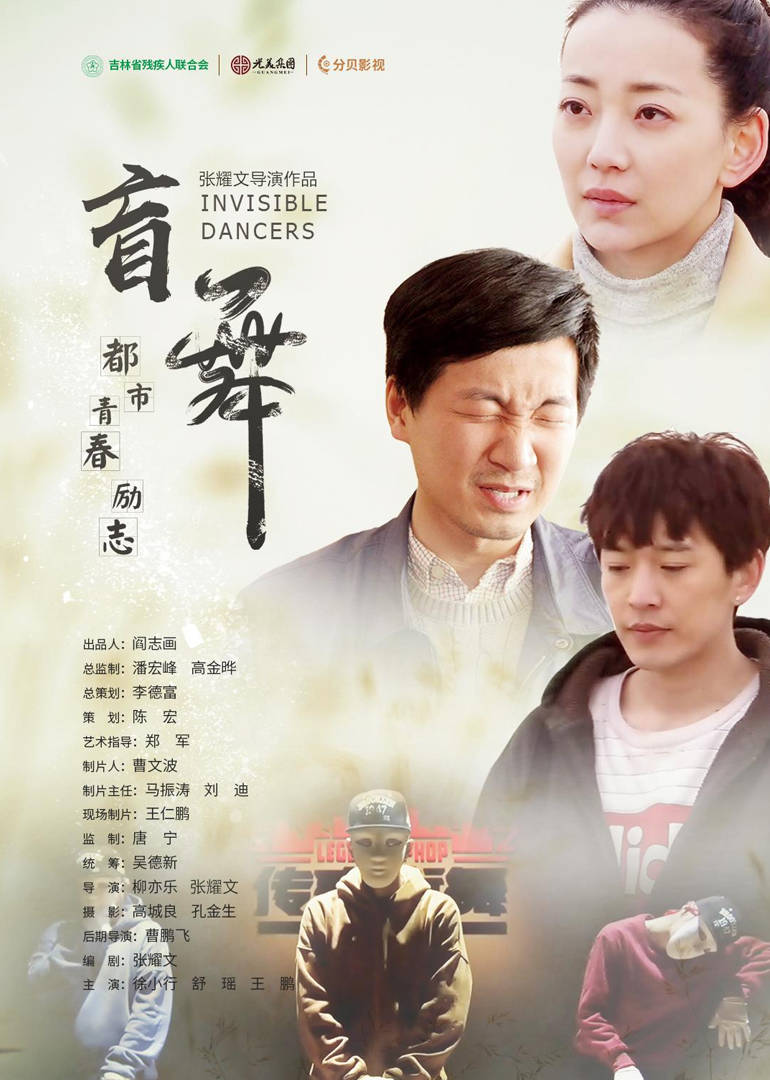 吉林省残疾人联合会
光美集团
GUANGMEI
分贝影视
张耀文导演作品
INVISIBLE
DANCERS
盲舞
都市
青春
励志
出品人：阎志画
总监制：潘宏峰 高金晔
总策划：李德富
策 划：陈 宏
艺术指导：郑 军
制片人：曹文波
制片主任：马振涛 刘 迪
现场制片：王仁鹏
监 制：唐 宁
统 筹：吴德新
导 演：柳亦乐 张耀文
摄 影：高城良 孔金生
后期导演：曹鹏飞
编 剧：张耀文
主 演：徐小行 舒 瑶 王 鹏
1947
HOP